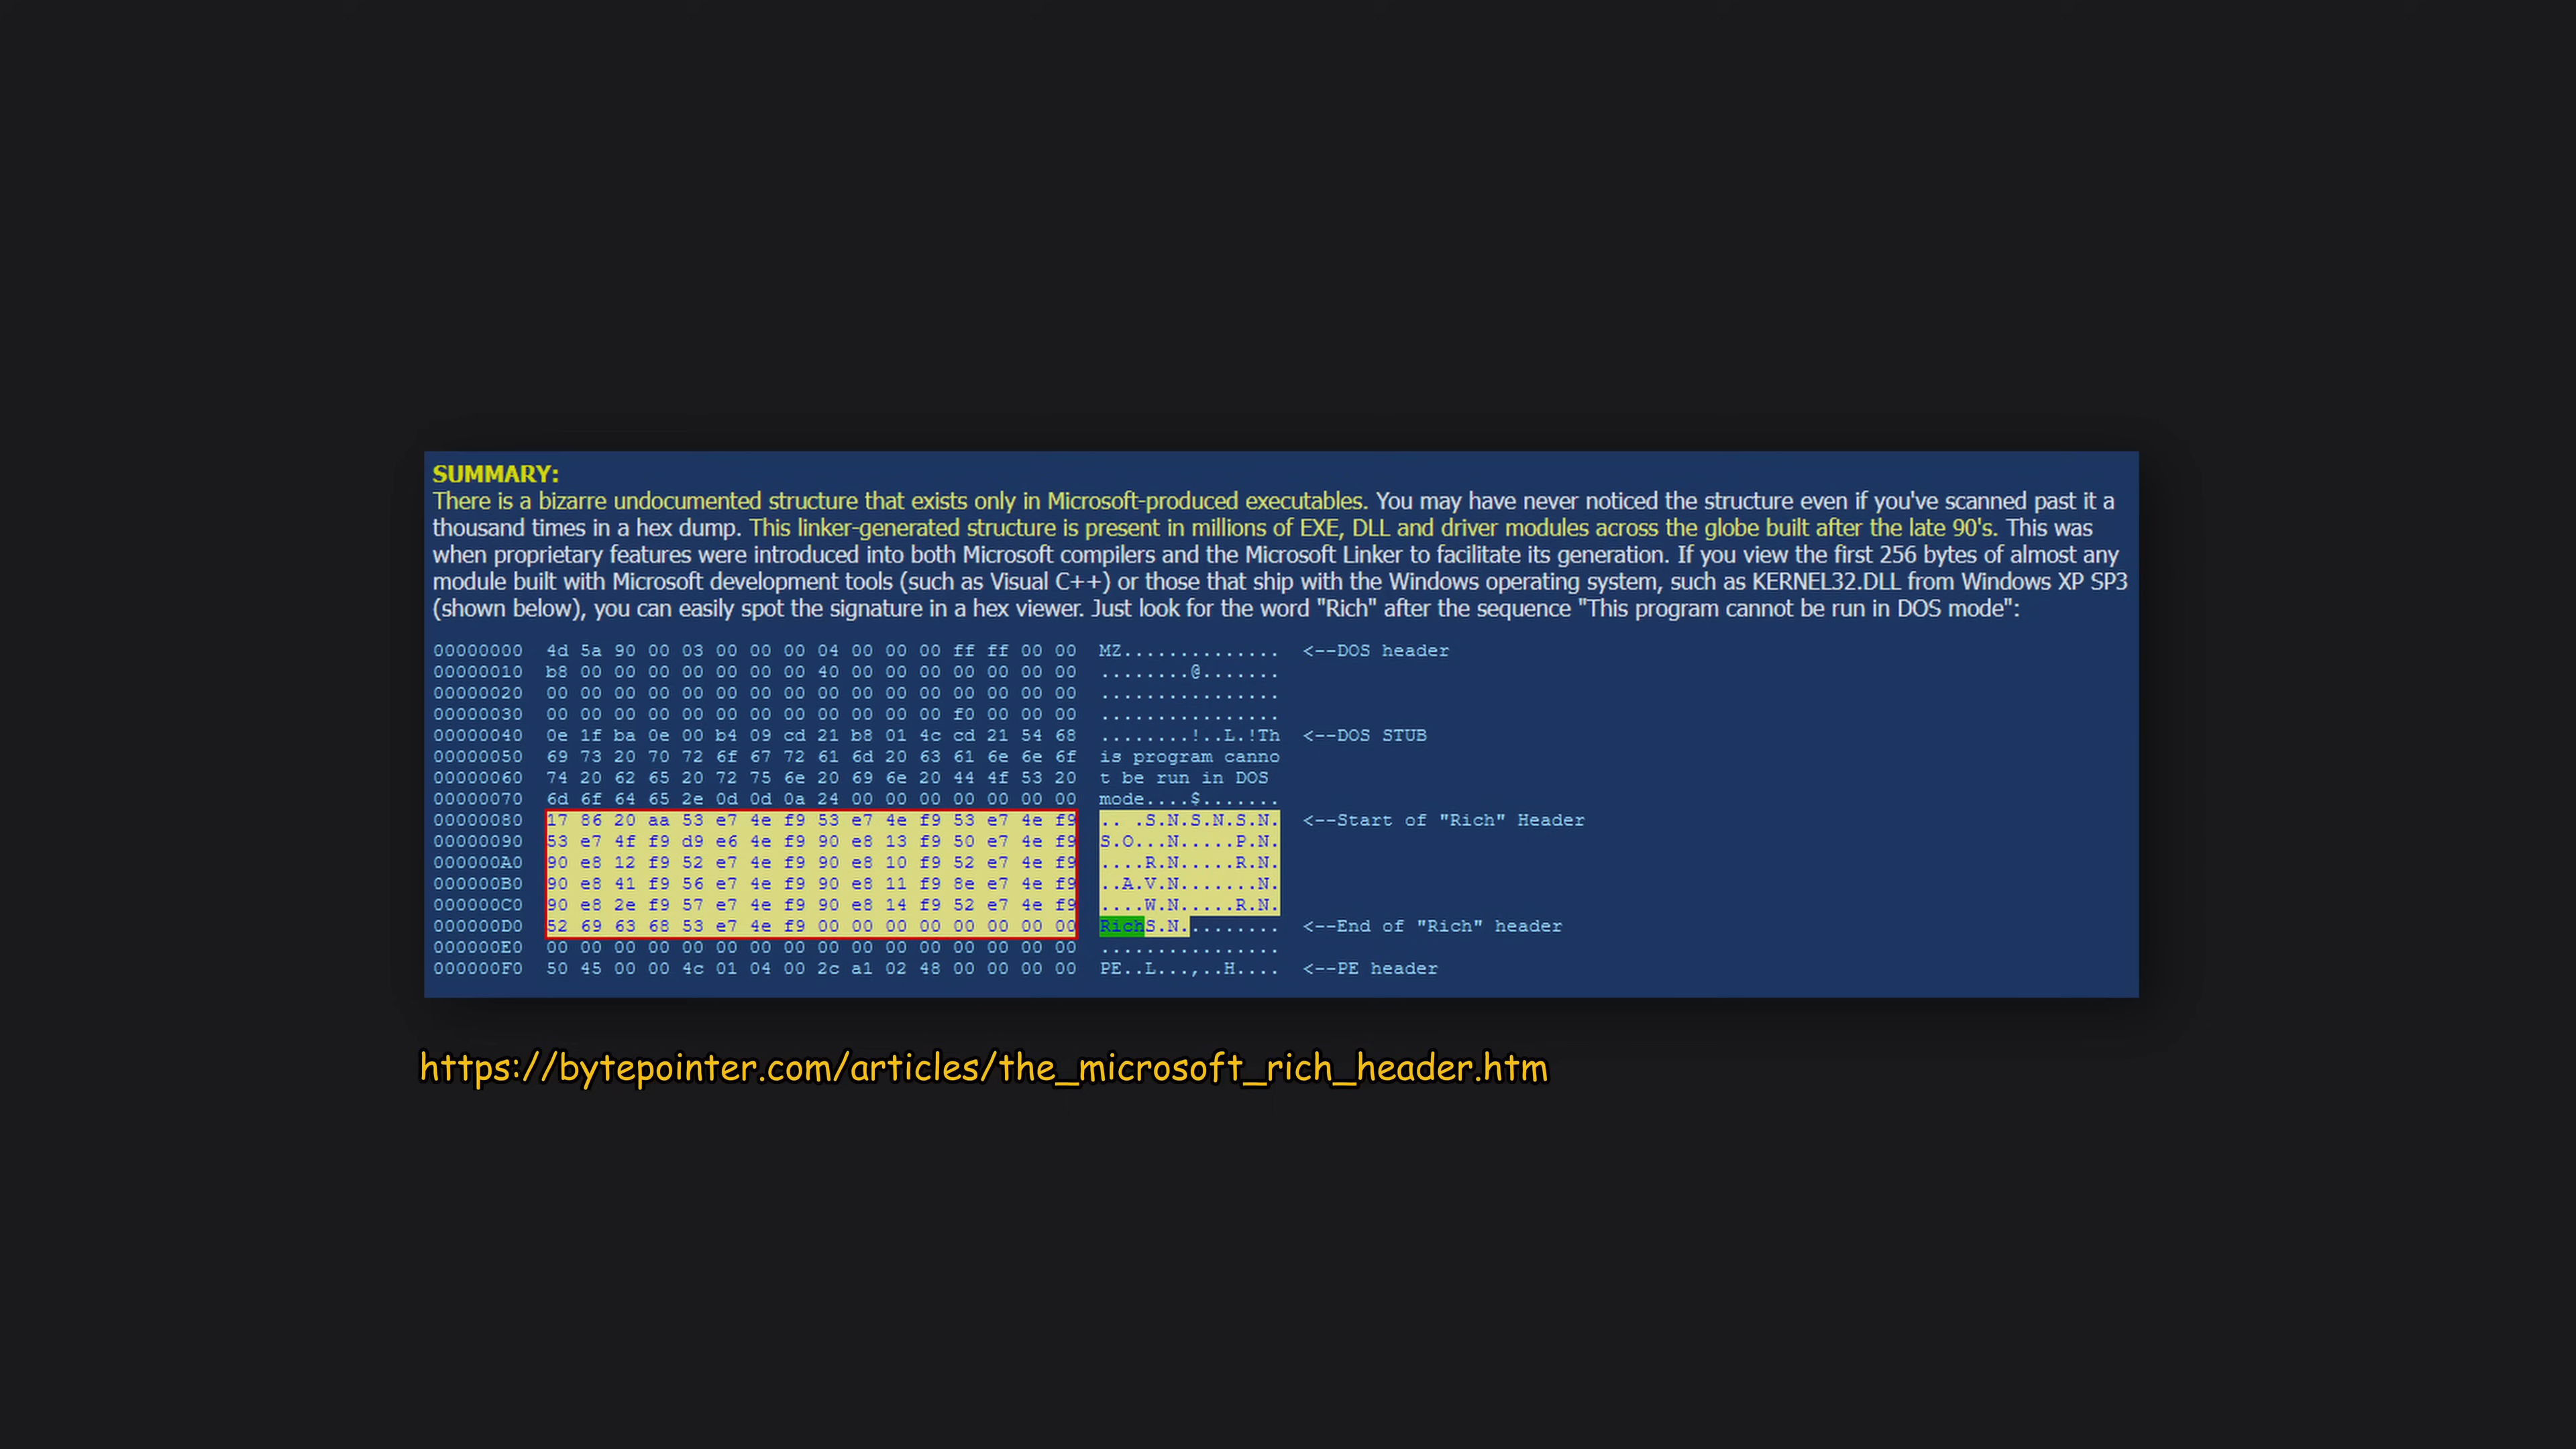 SUMMARY:
There is a bizarre undocumented structure that exists only in Microsoft-produced executables. You may have never noticed the structure even if you've scanned past it a
thousand times in a hex dump. This linker-generated structure is present in millions of EXE, DLL and driver modules across the globe built after the late 90's. This was
when proprietary features were introduced into both Microsoft compilers and the Microsoft Linker to facilitate its generation. If you view the first 256 bytes of almost any
module built with Microsoft development tools (such as Visual C++) or those that ship with the Windows operating system, such as KERNEL32.DLL from Windows XP SP3
(shown below), you can easily spot the signature in a hex viewer. Just look for the word "Rich" after the sequence "This program cannot be run in DOS mode":
00000000 4d 5a 90 00 03 00 00 00 04 00 00 00 ff ff 00 00 MZ.............. <--DOS header
00000010 b8 00 00 00 00 00 00 00 40 00 00 00 00 00 00 00 ........@.......
00000020 00 00 00 00 00 00 00 00 00 00 00 00 00 00 00 00 ................
00000030 00 00 00 00 00 00 00 00 00 00 00 00 f0 00 00 00 ................
00000040 0e 1f ba 0e 00 b4 09 cd 21 b8 01 4c cd 21 54 68 ........!..L.!Th <--DOS STUB
00000050 69 73 20 70 72 6f 67 72 61 6d 20 63 61 6e 6e 6f is program canno
00000060 74 20 62 65 20 72 75 6e 20 69 6e 20 44 4f 53 20 t be run in DOS
00000070 6d 6f 64 65 2e 0d 0d 0a 24 00 00 00 00 00 00 00 mode....$.......
00000080 17 86 20 aa 53 e7 4e f9 53 e7 4e f9 53 e7 4e f9 .. .S.N.S.N.S.N. <--Start of "Rich" Header
00000090 53 e7 4f f9 d9 e6 4e f9 90 e8 13 f9 50 e7 4e f9 S.O...N.....P.N.
000000A0 90 e8 12 f9 52 e7 4e f9 90 e8 10 f9 52 e7 4e f9 ....R.N.....R.N.
000000B0 90 e8 41 f9 56 e7 4e f9 90 e8 11 f9 8e e7 4e f9 ..A.V.N.......N.
000000C0 90 e8 2e f9 57 e7 4e f9 90 e8 14 f9 52 e7 4e f9 ....W.N.....R.N.
000000D0 52 69 63 68 53 e7 4e f9 00 00 00 00 00 00 00 00 RichS.N......... <--End of "Rich" header
000000E0 00 00 00 00 00 00 00 00 00 00 00 00 00 00 00 00 ................
000000F0 50 45 00 00 4c 01 04 00 2c a1 02 48 00 00 00 00 PE..L...,..H.... <--PE header
https://bytepointer.com/articles/the_microsoft_rich_header.htm